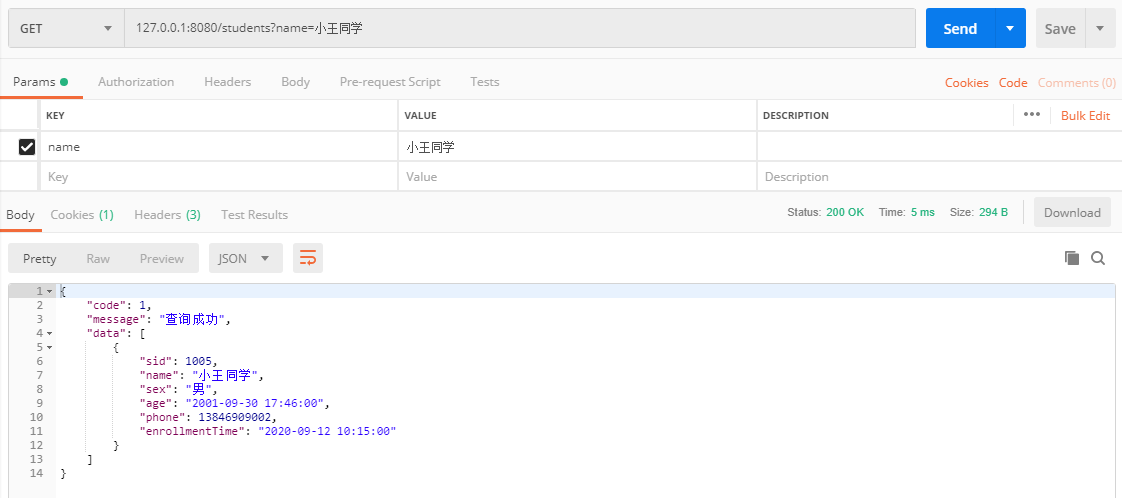 GET 127.0.0.1:8080/students?name=小王同学 Send Save
Params Authorization Headers Body Pre-request Script Tests Cookies Code Comments (0)
KEY VALUE DESCRIPTION ••• Bulk Edit
name 小王同学
Key Value Description
Body Cookies (1) Headers (3) Test Results Status: 200 OK Time: 5 ms Size: 294 B Download
Pretty Raw Preview JSON
1 {
2 "code": 1,
3 "message": "查询成功",
4 "data": [
5 {
6 "sid": 1005,
7 "name": "小王同学",
8 "sex": "男",
9 "age": "2001-09-30 17:46:00",
10 "phone": 13846909002,
11 "enrollmentTime": "2020-09-12 10:15:00"
12 }
13 ]
14 }